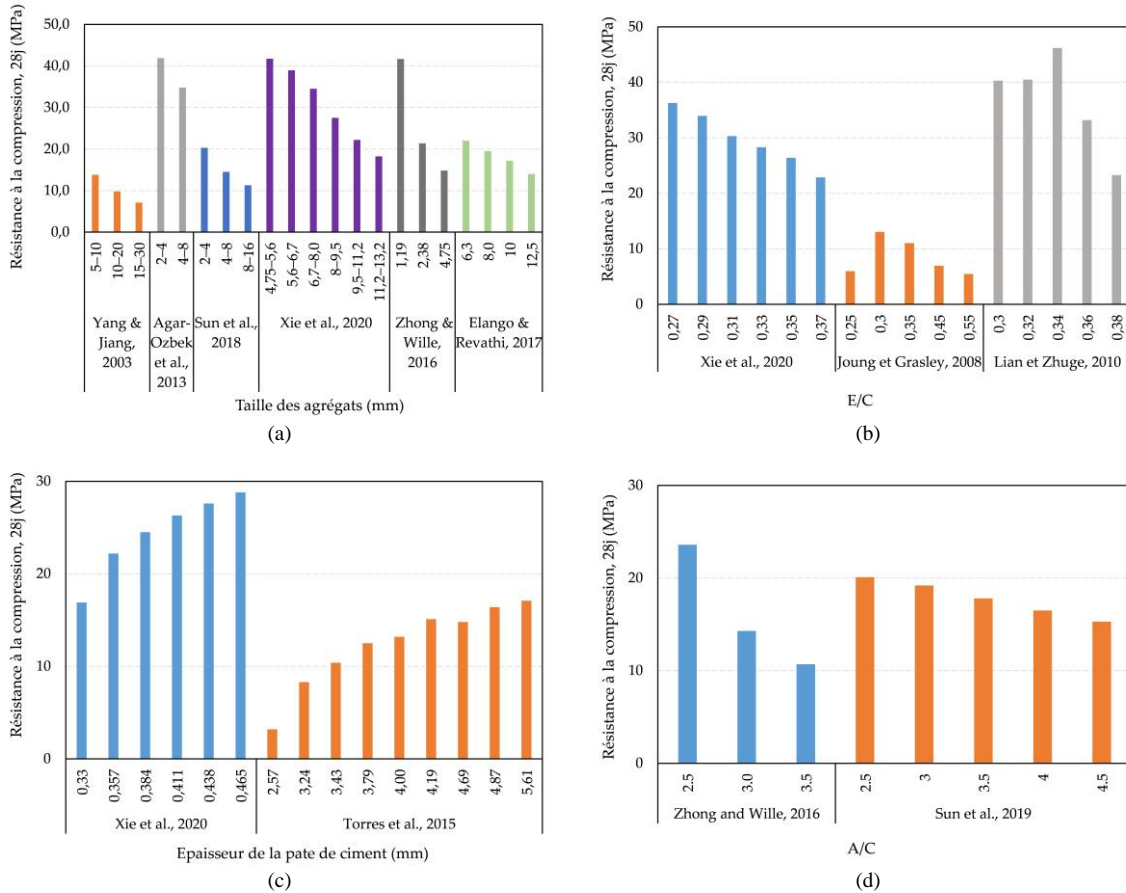 Résistance à la compression, 28j (MPa)
50,0
40,0
30,0
20,0
10,0
0,0
5–10
10–20
15–30
2–4
4–8
2–4
4–8
8–16
4,75–5,6
5,6–6,7
6,7–8,0
8–9,5
9,5–11,2
11,2–13,2
1,19
2,38
4,75
6,3
8,0
10
12,5
Yang &
Jiang,
2003
Agar-
Ozbek
et al.,
2013
Sun et al.,
2018
Xie et al., 2020
Zhong &
Wille,
2016
Elango &
Revathi, 2017
Taille des agrégats (mm)
(a)
Résistance à la compression, 28j (MPa)
50
40
30
20
10
0
0,27
0,29
0,31
0,33
0,35
0,37
0,25
0,3
0,35
0,45
0,55
0,3
0,32
0,34
0,36
0,38
Xie et al., 2020
Joung et Grasley, 2008
Lian et Zhuge, 2010
E/C
(b)
Résistance à la compression, 28j (MPa)
30
20
10
0
0,33
0,357
0,384
0,411
0,438
0,465
2,57
3,24
3,43
3,79
4,00
4,19
4,69
4,87
5,61
Xie et al., 2020
Torres et al., 2015
Epaisseur de la pate de ciment (mm)
(c)
Résistance à la compression, 28j (MPa)
30
20
10
0
2.5
3.0
3.5
2.5
3
3.5
4
4.5
Zhong and Wille, 2016
Sun et al., 2019
A/C
(d)